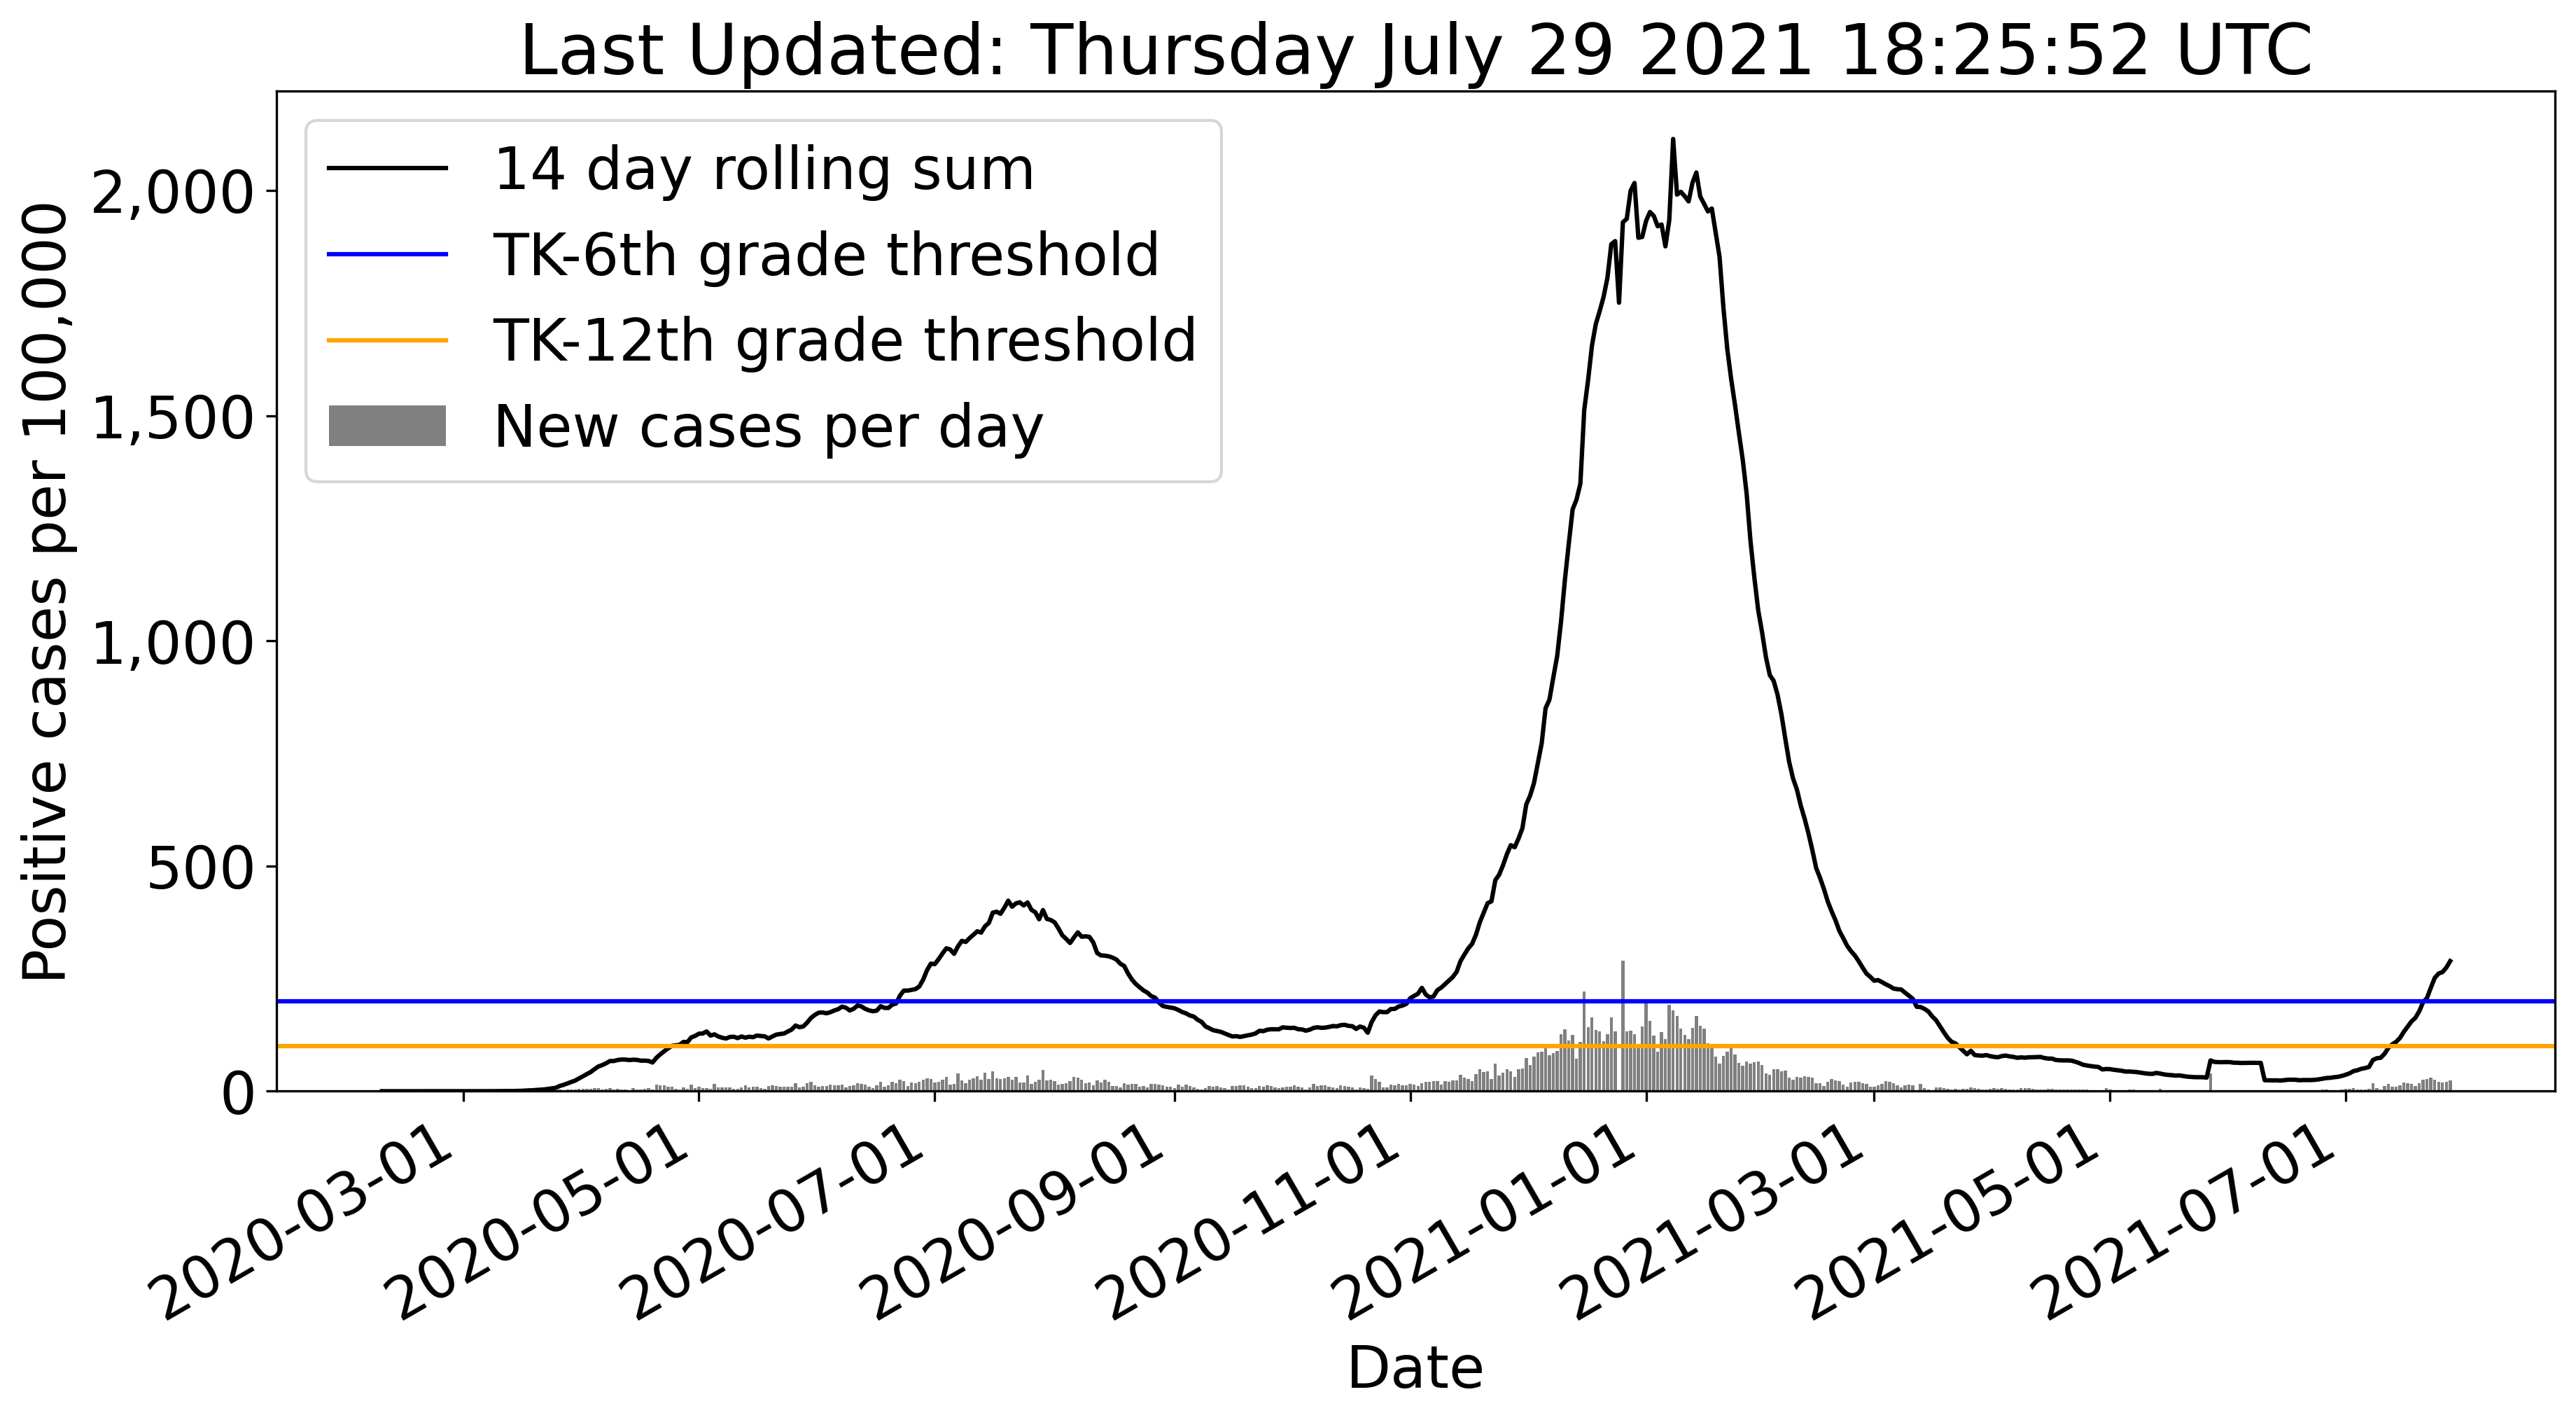 Last Updated: Thursday July 29 2021 18:25:52 UTC
14 day rolling sum
TK-6th grade threshold
TK-12th grade threshold
New cases per day
Positive cases per 100,000
2,000
1,500
1,000
500
0
2020-03-01
2020-05-01
2020-07-01
2020-09-01
2020-11-01
2021-01-01
2021-03-01
2021-05-01
2021-07-01
Date